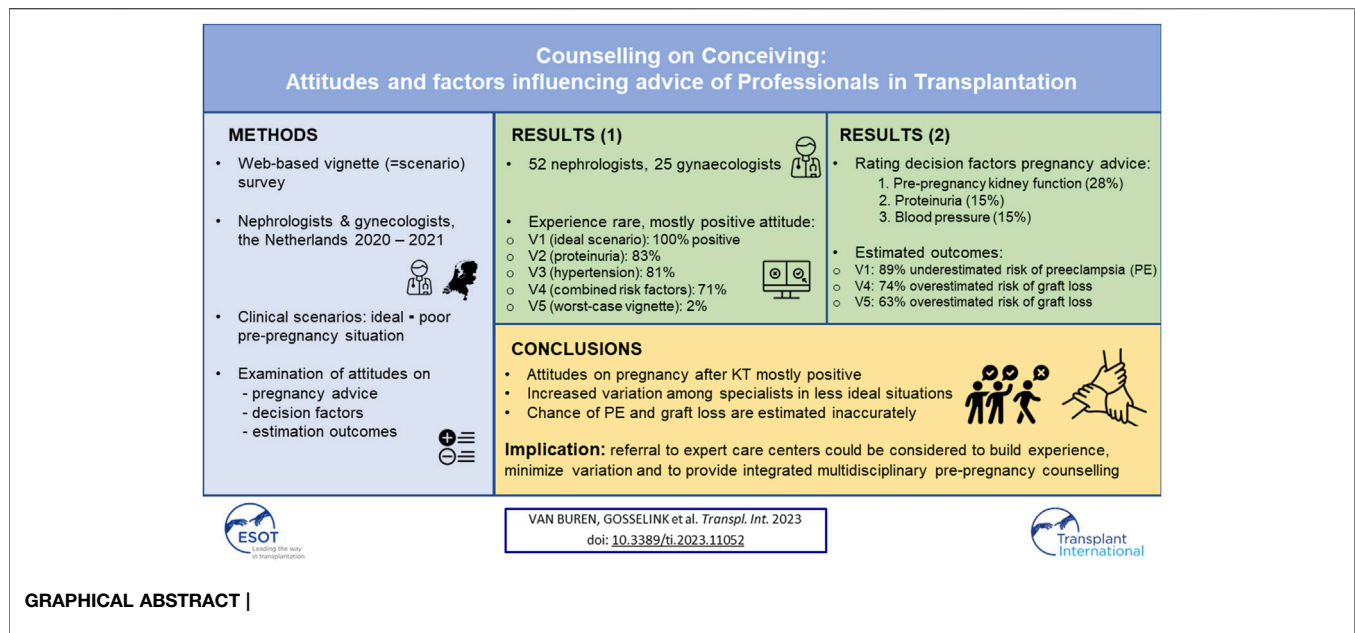 Counselling on Conceiving:
Attitudes and factors influencing advice of Professionals in Transplantation
METHODS
• Web-based vignette (=scenario)
survey
• Nephrologists & gynecologists,
the Netherlands 2020 – 2021
• Clinical scenarios: ideal - poor
pre-pregnancy situation
• Examination of attitudes on
- pregnancy advice
- decision factors
- estimation outcomes
RESULTS (1)
• 52 nephrologists, 25 gynaecologists
• Experience rare, mostly positive attitude:
o V1 (ideal scenario): 100% positive
o V2 (proteinuria): 83%
o V3 (hypertension): 81%
o V4 (combined risk factors): 71%
o V5 (worst-case vignette): 2%
RESULTS (2)
• Rating decision factors pregnancy advice:
1. Pre-pregnancy kidney function (28%)
2. Proteinuria (15%)
3. Blood pressure (15%)
• Estimated outcomes:
o V1: 89% underestimated risk of preeclampsia (PE)
o V4: 74% overestimated risk of graft loss
o V5: 63% overestimated risk of graft loss
CONCLUSIONS
• Attitudes on pregnancy after KT mostly positive
• Increased variation among specialists in less ideal situations
• Chance of PE and graft loss are estimated inaccurately
Implication: referral to expert care centers could be considered to build experience,
minimize variation and to provide integrated multidisciplinary pre-pregnancy counselling
ESOT
Leading the way
in transplantation
VAN BUREN, GOSSELINK et al. Transpl. Int. 2023
doi: 10.3389/ti.2023.11052
Transplant
International
GRAPHICAL ABSTRACT |